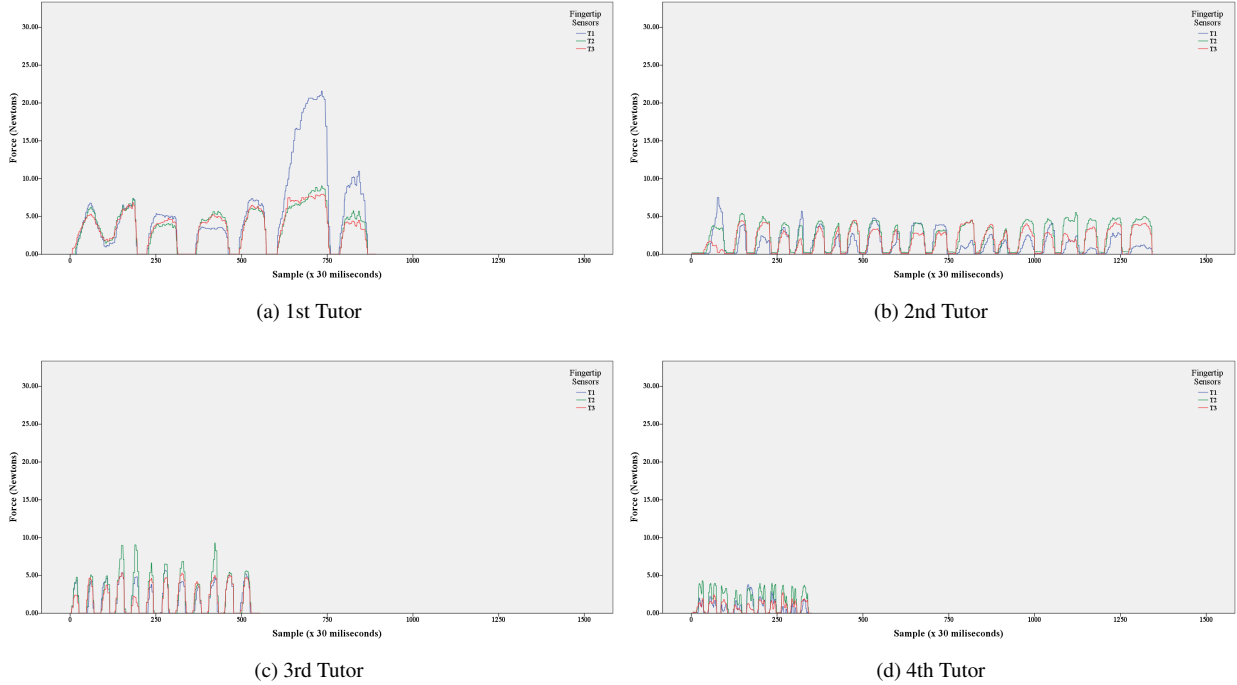 Fingertip
Sensors
T1
T2
T3
30.00
25.00
20.00
15.00
10.00
5.00
0.00
Force (Newtons)
0 250 500 750 1000 1250 1500
Sample (x 30 miliseconds)
(a) 1st Tutor
Fingertip
Sensors
T1
T2
T3
30.00
25.00
20.00
15.00
10.00
5.00
0.00
Force (Newtons)
0 250 500 750 1000 1250 1500
Sample (x 30 miliseconds)
(b) 2nd Tutor
Fingertip
Sensors
T1
T2
T3
30.00
25.00
20.00
15.00
10.00
5.00
0.00
Force (Newtons)
0 250 500 750 1000 1250 1500
Sample (x 30 miliseconds)
(c) 3rd Tutor
Fingertip
Sensors
T1
T2
T3
30.00
25.00
20.00
15.00
10.00
5.00
0.00
Force (Newtons)
0 250 500 750 1000 1250 1500
Sample (x 30 miliseconds)
(d) 4th Tutor